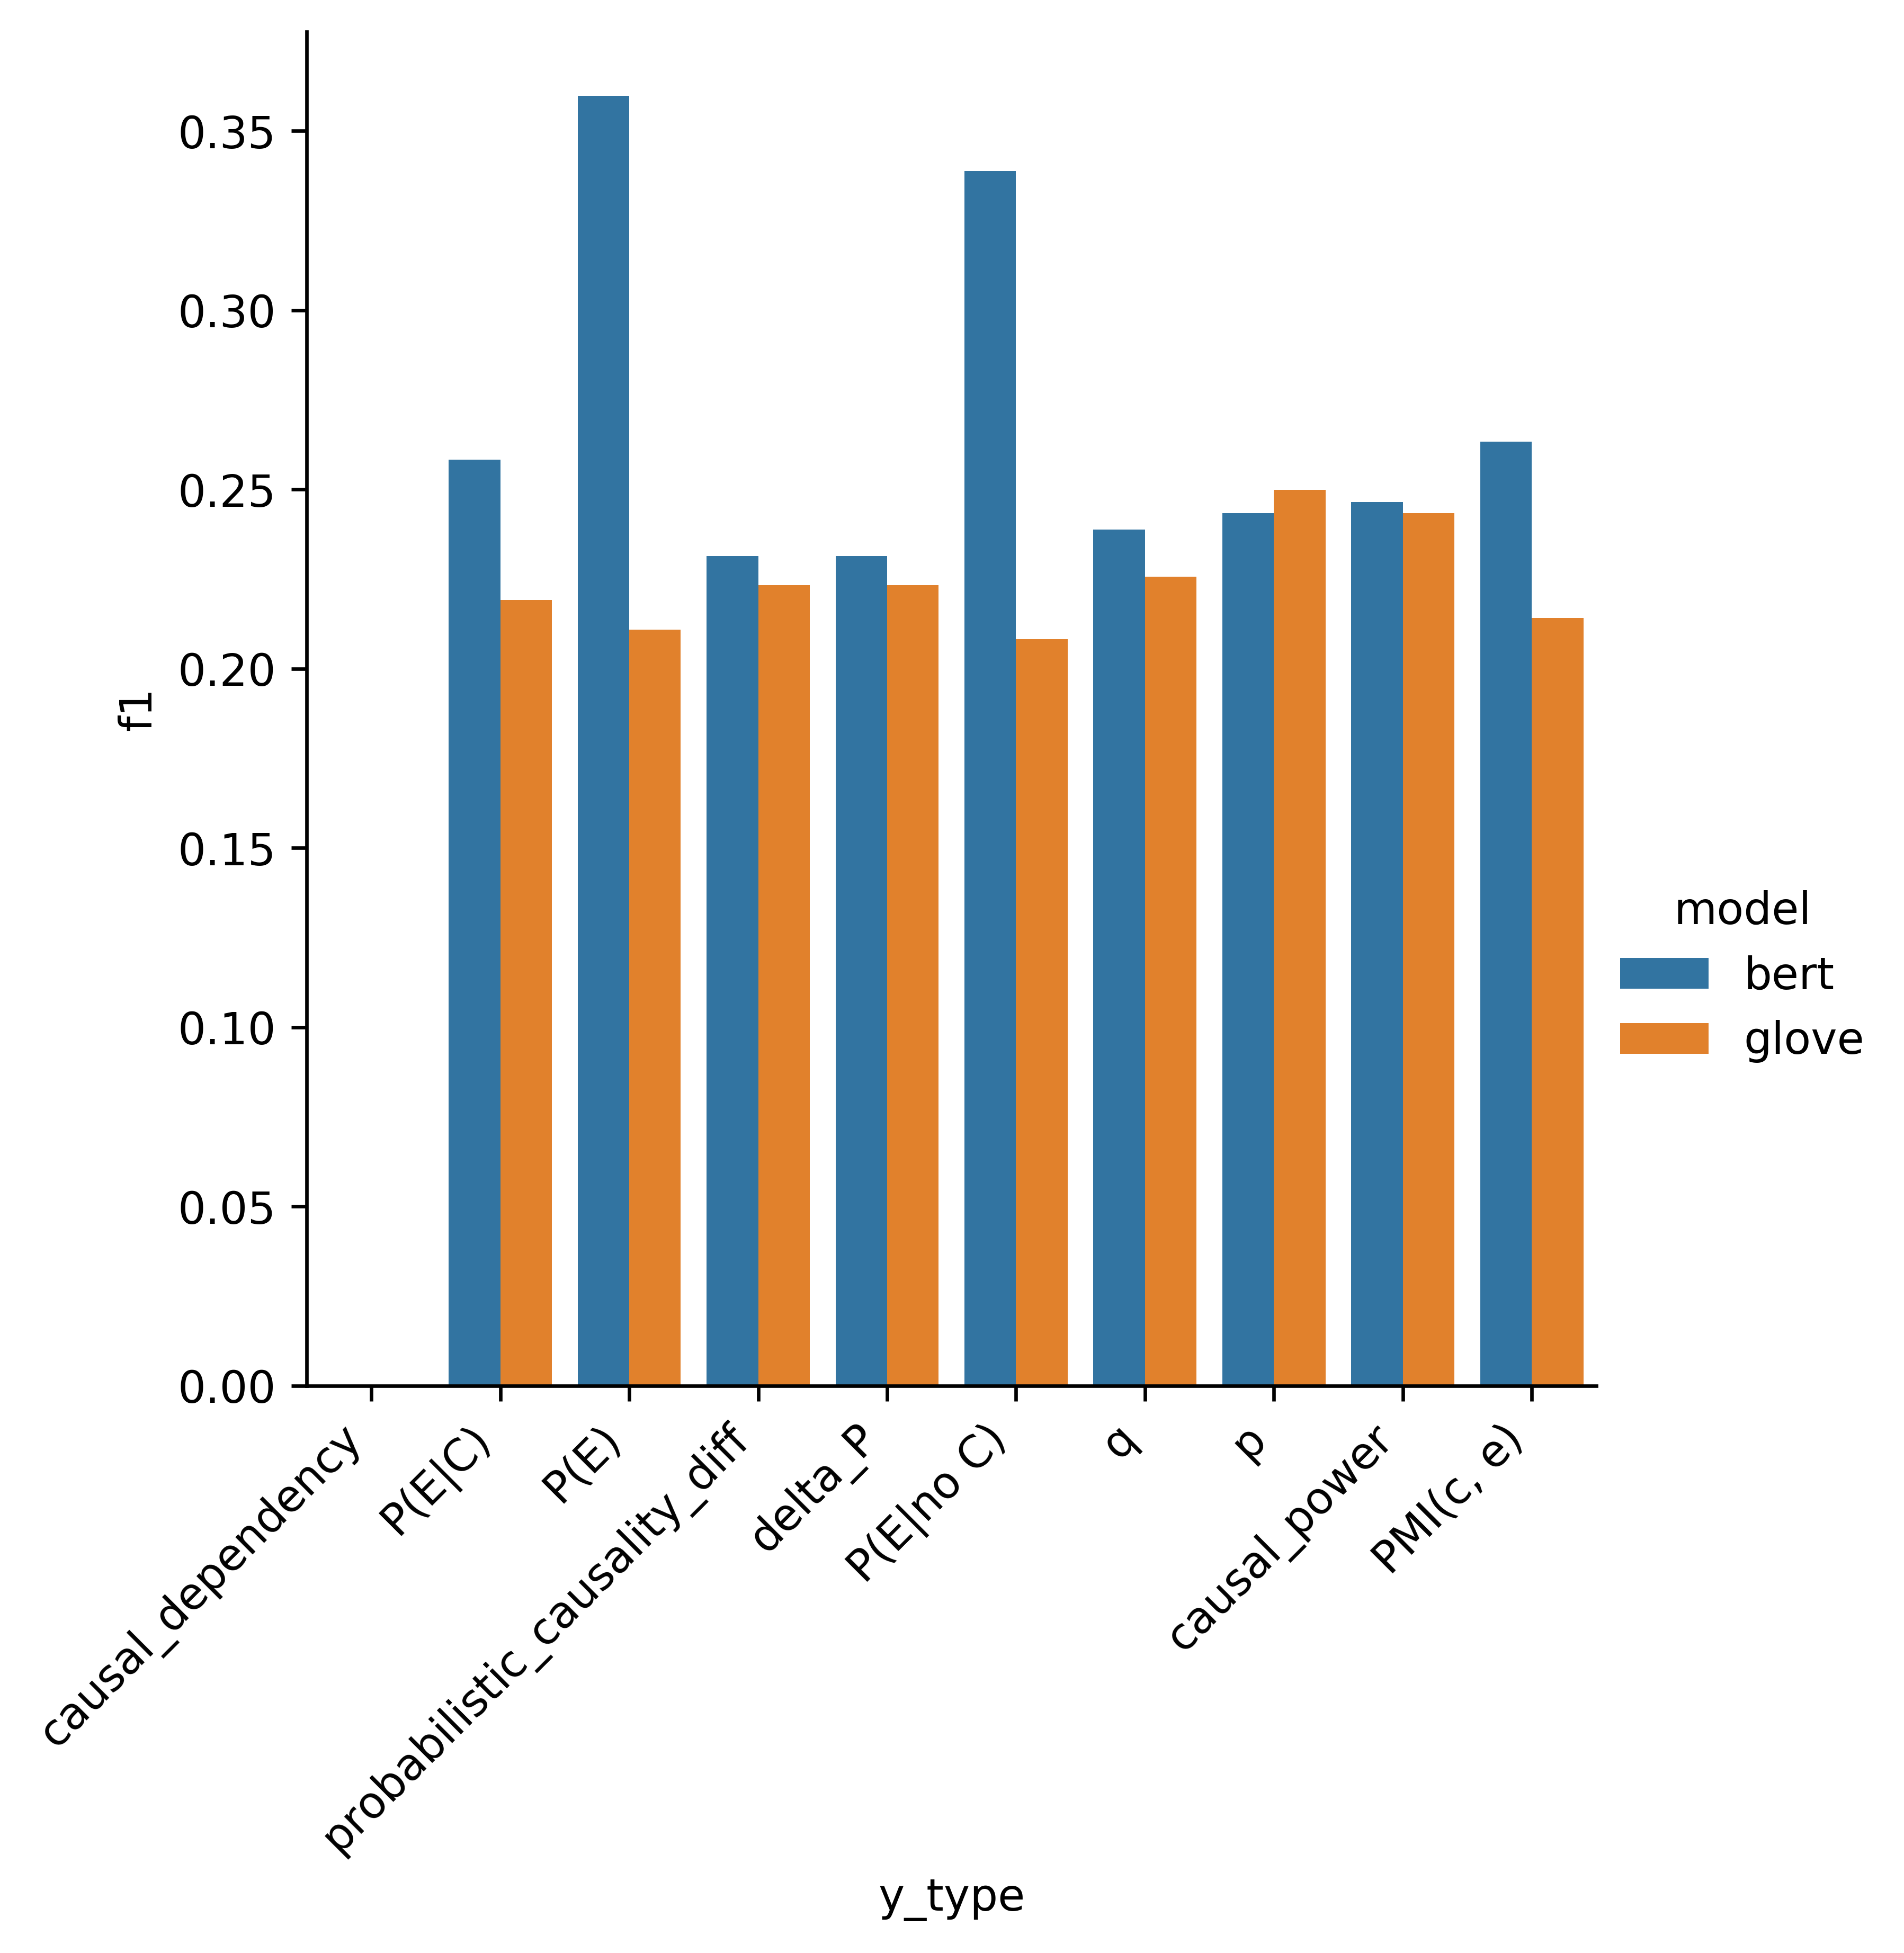 0.35
0.30
0.25
0.20
0.15
0.10
0.05
0.00
f1
causal_dependency
P(E|C)
P(E)
probabilistic_causality_diff
delta_P
P(E|no C)
q
p
causal_power
PMI(c, e)
y_type
model
bert
glove